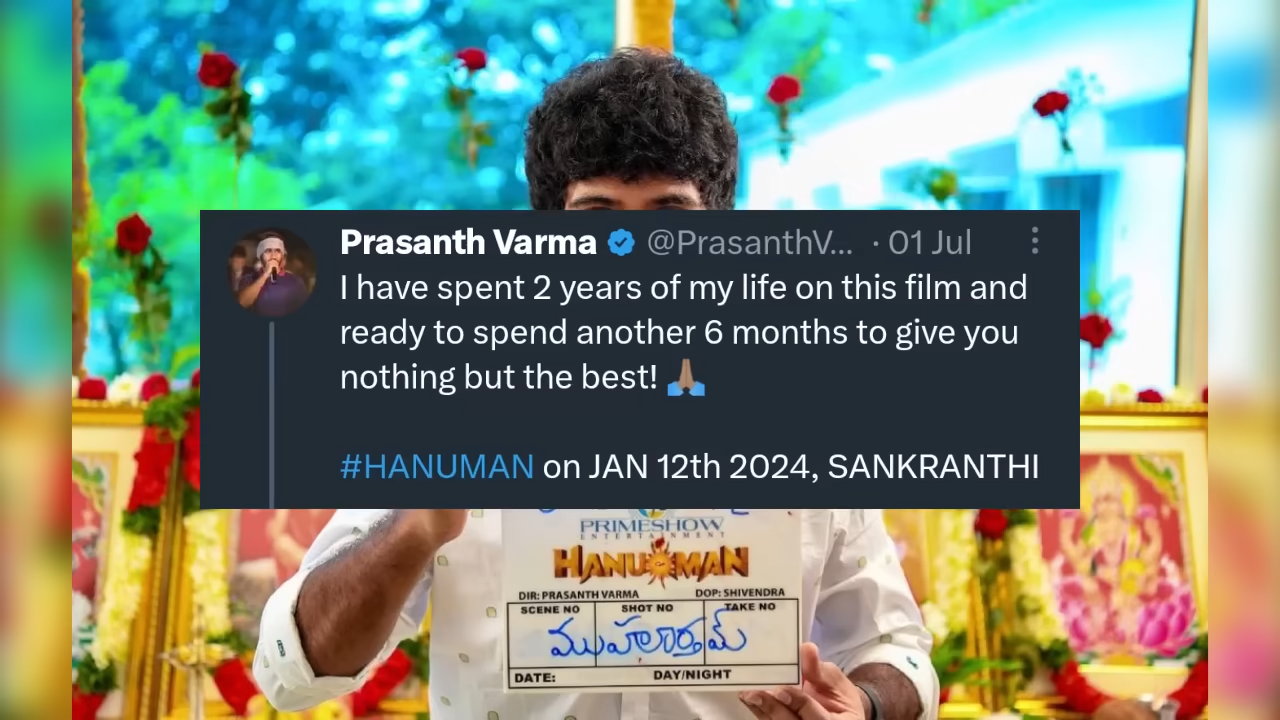 Prasanth Varma @PrasanthV... · 01 Jul
I have spent 2 years of my life on this film and
ready to spend another 6 months to give you
nothing but the best! 🙏🏽
#HANUMAN on JAN 12th 2024, SANKRANTHI
PRIMESHOW
ENTERTAINMENT
HANUMAN
DIR: PRASANTH VARMA DOP: SHIVENDRA
SCENE NO SHOT NO TAKE NO
ముహూర్తమ్
DATE: DAY/NIGHT